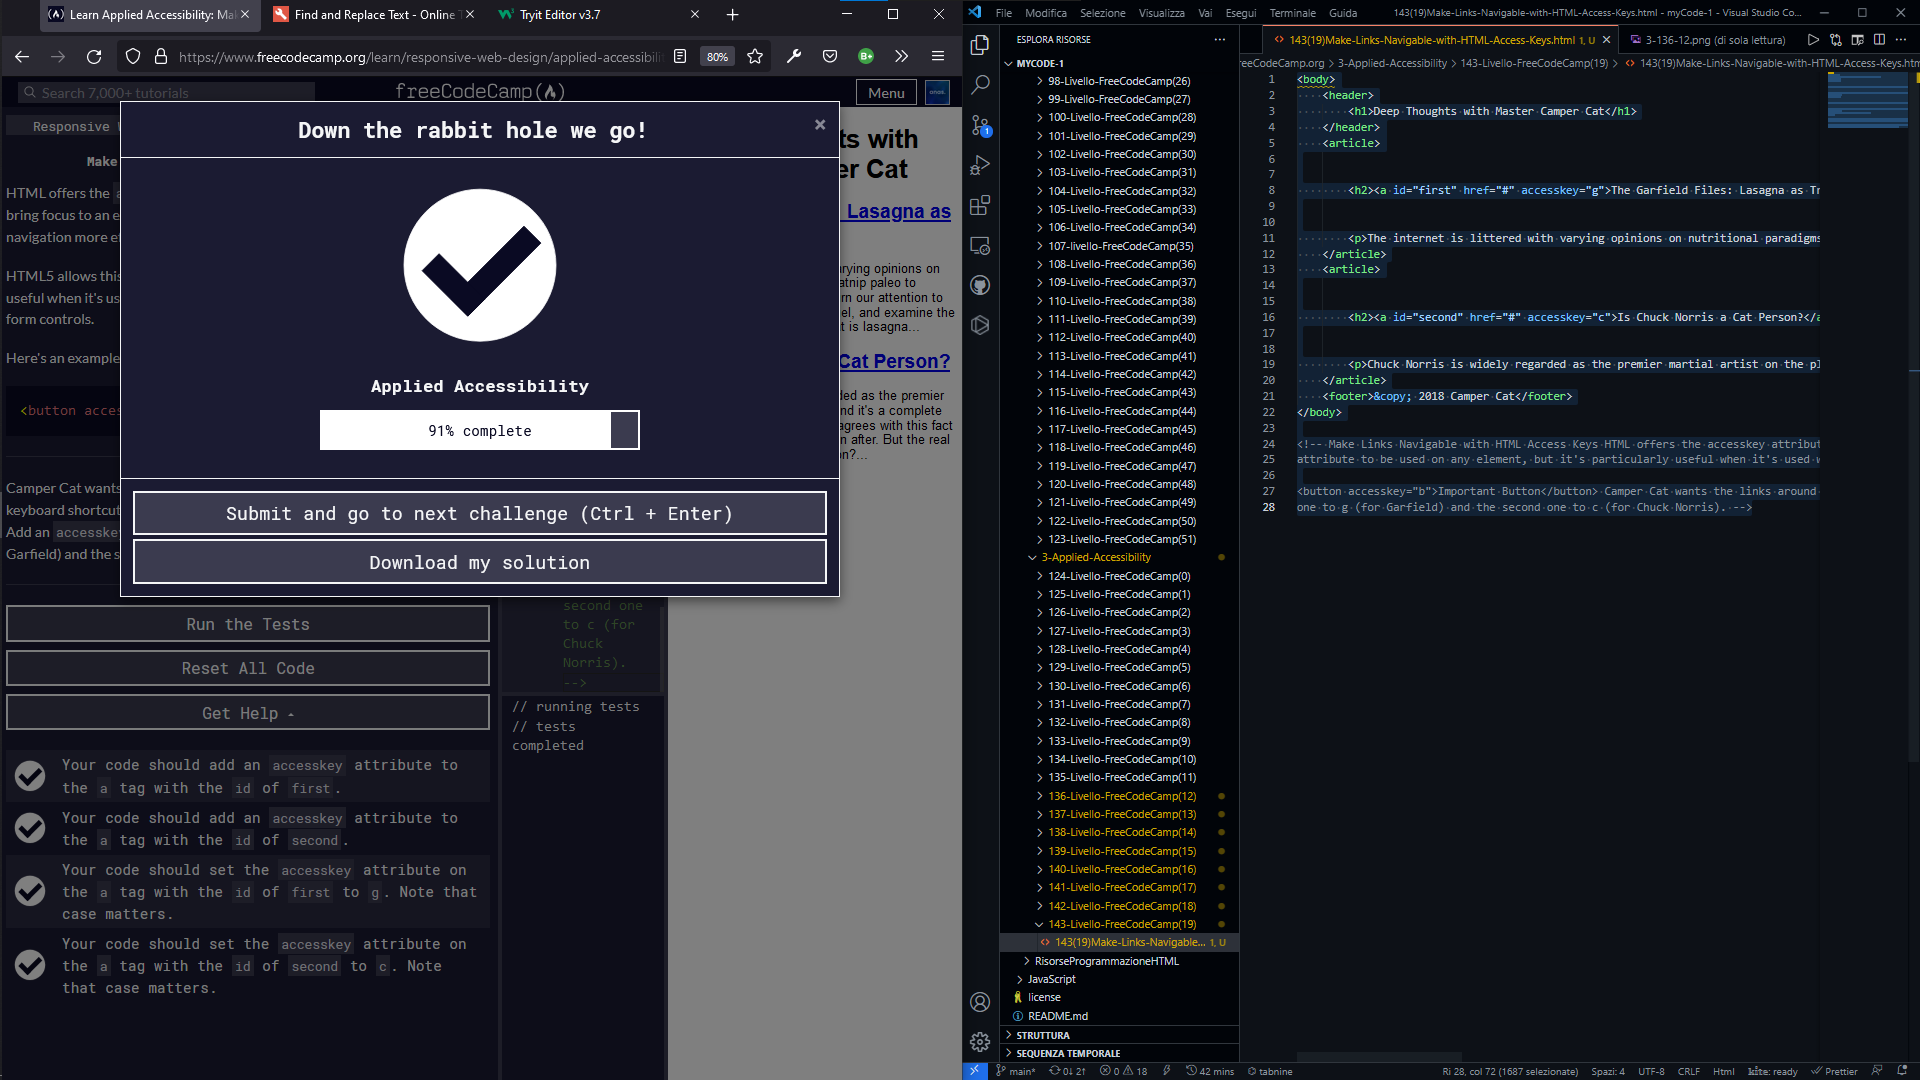 Learn Applied Accessibility: Mak
Find and Replace Text - Online T
Tryit Editor v3.7
https://www.freecodecamp.org/learn/responsive-web-design/applied-accessibili
80%
Search 7,000+ tutorials
freeCodeCamp
Menu
Responsive
Make
HTML offers the
bring focus to an e
navigation more ef
HTML5 allows this
useful when it's us
form controls.
Here's an example
<button acces
Camper Cat wants
keyboard shortcut
Add an accesske
Garfield) and the s
Run the Tests
Reset All Code
Get Help
Your code should add an accesskey attribute to
the a tag with the id of first.
Your code should add an accesskey attribute to
the a tag with the id of second.
Your code should set the accesskey attribute on
the a tag with the id of first to g. Note that
case matters.
Your code should set the accesskey attribute on
the a tag with the id of second to c. Note
that case matters.
Down the rabbit hole we go!
×
Applied Accessibility
91% complete
Submit and go to next challenge (Ctrl + Enter)
Download my solution
second one
to c (for
Chuck
Norris).
-->
// running tests
// tests
completed
ts with
er Cat
Lasagna as
rying opinions on
atnip paleo to
rn our attention to
el, and examine the
t is lasagna...
Cat Person?
ded as the premier
nd it's a complete
agrees with this fact
n after. But the real
on?...
File Modifica Selezione Visualizza Vai Esegui Terminale Guida
143(19)Make-Links-Navigable-with-HTML-Access-Keys.html - myCode-1 - Visual Studio Co...
ESPLORA RISORSE
MYCODE-1
98-Livello-FreeCodeCamp(26)
99-Livello-FreeCodeCamp(27)
100-Livello-FreeCodeCamp(28)
101-Livello-FreeCodeCamp(29)
102-Livello-FreeCodeCamp(30)
103-Livello-FreeCodeCamp(31)
104-Livello-FreeCodeCamp(32)
105-Livello-FreeCodeCamp(33)
106-Livello-FreeCodeCamp(34)
107-livello-FreeCodeCamp(35)
108-Livello-FreeCodeCamp(36)
109-Livello-FreeCodeCamp(37)
110-Livello-FreeCodeCamp(38)
111-Livello-FreeCodeCamp(39)
112-Livello-FreeCodeCamp(40)
113-Livello-FreeCodeCamp(41)
114-Livello-FreeCodeCamp(42)
115-Livello-FreeCodeCamp(43)
116-Livello-FreeCodeCamp(44)
117-Livello-FreeCodeCamp(45)
118-Livello-FreeCodeCamp(46)
119-Livello-FreeCodeCamp(47)
120-Livello-FreeCodeCamp(48)
121-Livello-FreeCodeCamp(49)
122-Livello-FreeCodeCamp(50)
123-Livello-FreeCodeCamp(51)
3-Applied-Accessibility
124-Livello-FreeCodeCamp(0)
125-Livello-FreeCodeCamp(1)
126-Livello-FreeCodeCamp(2)
127-Livello-FreeCodeCamp(3)
128-Livello-FreeCodeCamp(4)
129-Livello-FreeCodeCamp(5)
130-Livello-FreeCodeCamp(6)
131-Livello-FreeCodeCamp(7)
132-Livello-FreeCodeCamp(8)
133-Livello-FreeCodeCamp(9)
134-Livello-FreeCodeCamp(10)
135-Livello-FreeCodeCamp(11)
136-Livello-FreeCodeCamp(12)
137-Livello-FreeCodeCamp(13)
138-Livello-FreeCodeCamp(14)
139-Livello-FreeCodeCamp(15)
140-Livello-FreeCodeCamp(16)
141-Livello-FreeCodeCamp(17)
142-Livello-FreeCodeCamp(18)
143-Livello-FreeCodeCamp(19)
143(19)Make-Links-Navigable... 1, U
RisorseProgrammazioneHTML
JavaScript
license
README.md
STRUTTURA
SEQUENZA TEMPORALE
143(19)Make-Links-Navigable-with-HTML-Access-Keys.html 1, U
3-136-12.png (di sola lettura)
reeCodeCamp.org > 3-Applied-Accessibility > 143-Livello-FreeCodeCamp(19) > 143(19)Make-Links-Navigable-with-HTML-Access-Keys.htm
1 <body>
2 <header>
3 <h1>Deep Thoughts with Master Camper Cat</h1>
4 </header>
5 <article>
6
7
8 <h2><a id="first" href="#" accesskey="g">The Garfield Files: Lasagna as Tr
9
10
11 <p>The internet is littered with varying opinions on nutritional paradigms
12 </article>
13 <article>
14
15
16 <h2><a id="second" href="#" accesskey="c">Is Chuck Norris a Cat Person?</a
17
18
19 <p>Chuck Norris is widely regarded as the premier martial artist on the pl
20 </article>
21 <footer>&copy; 2018 Camper Cat</footer>
22 </body>
23
24 <!-- Make Links Navigable with HTML Access Keys HTML offers the accesskey attribut
25 attribute to be used on any element, but it's particularly useful when it's used w
26
27 <button accesskey="b">Important Button</button> Camper Cat wants the links around
28 one to g (for Garfield) and the second one to c (for Chuck Norris). -->
main* 0↓ 2↑ 0 18 42 mins tabnine
Ri 28, col 72 (1687 selezionate) Spazi: 4 UTF-8 CRLF Html kite: ready Prettier